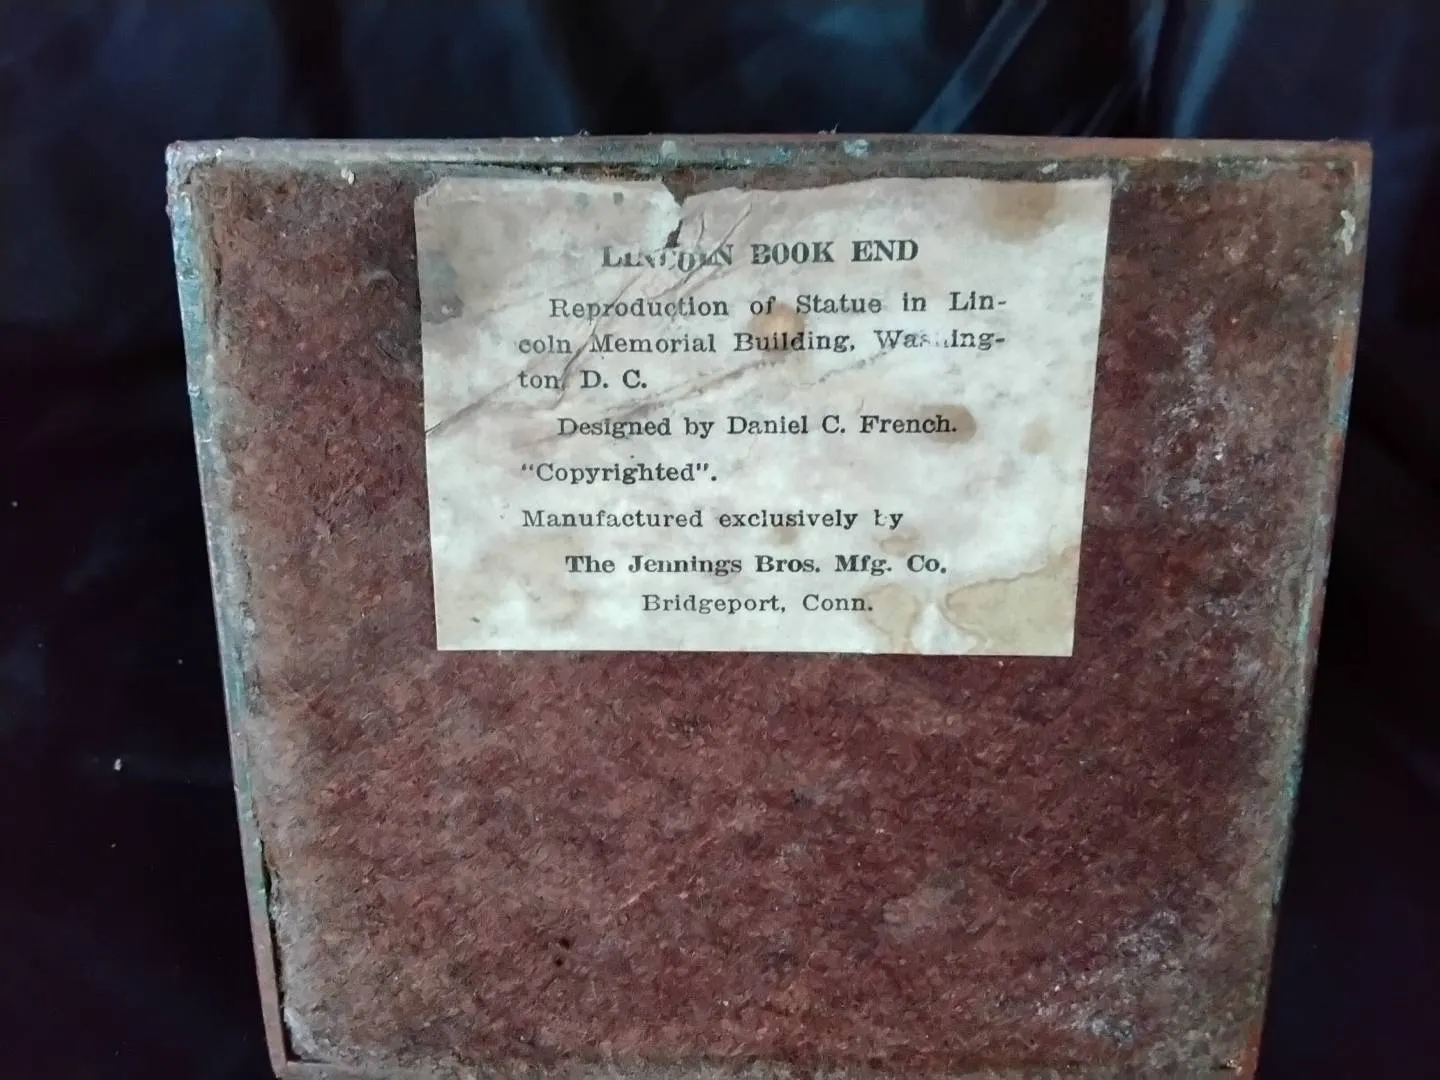 LINCOLN BOOK END
Reproduction of Statue in Lin-
coln Memorial Building, Washing-
ton, D. C.
Designed by Daniel C. French.
“Copyrighted”.
Manufactured exclusively by
The Jennings Bros. Mfg. Co.
Bridgeport, Conn.